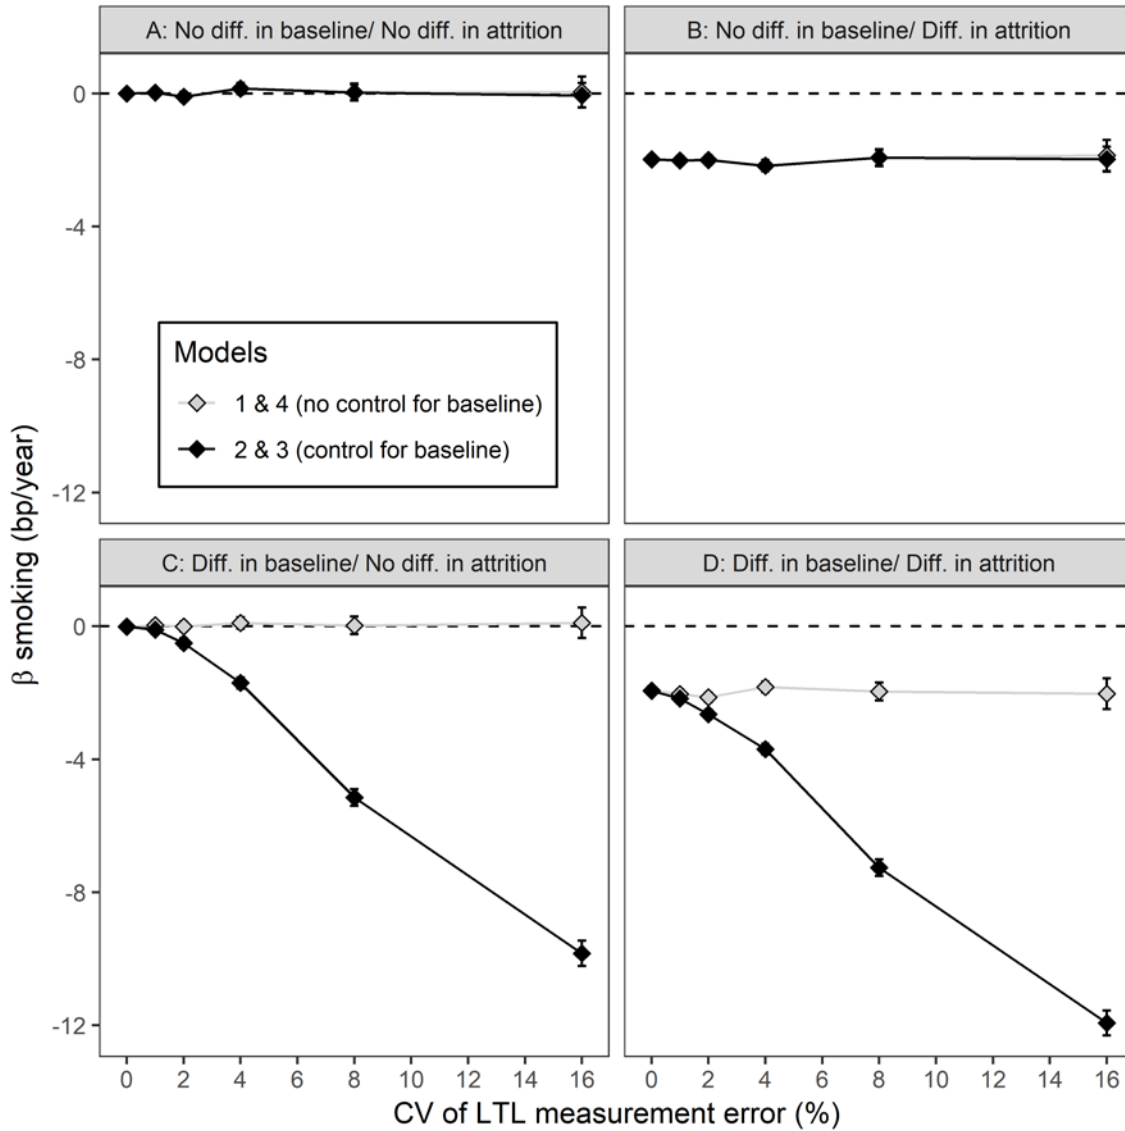 A: No diff. in baseline/ No diff. in attrition
B: No diff. in baseline/ Diff. in attrition
0
-4
-8
-12
Models
1 & 4 (no control for baseline)
2 & 3 (control for baseline)
β smoking (bp/year)
C: Diff. in baseline/ No diff. in attrition
D: Diff. in baseline/ Diff. in attrition
0
-4
-8
-12
0 2 4 6 8 10 12 14 16
0 2 4 6 8 10 12 14 16
CV of LTL measurement error (%)